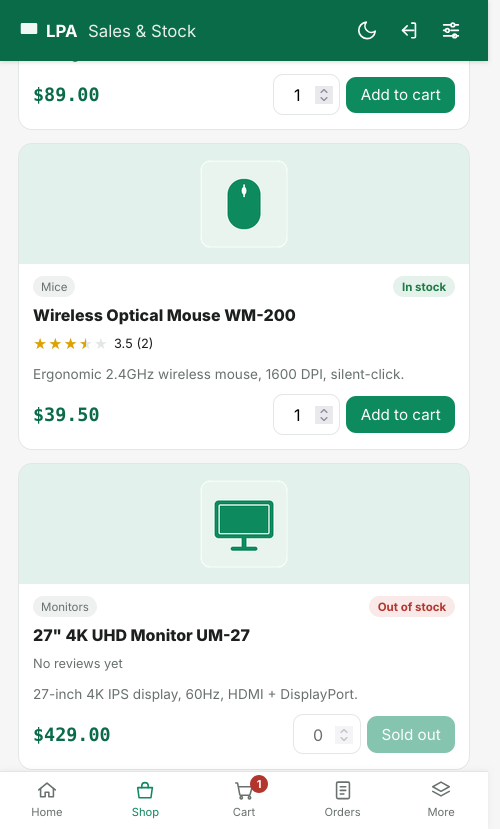 LPA Sales & Stock
$89.00 1 Add to cart
Mice In stock
Wireless Optical Mouse WM-200
3.5 (2)
Ergonomic 2.4GHz wireless mouse, 1600 DPI, silent-click.
$39.50 1 Add to cart
Monitors Out of stock
27" 4K UHD Monitor UM-27
No reviews yet
27-inch 4K IPS display, 60Hz, HDMI + DisplayPort.
$429.00 0 Sold out
1
Home Shop Cart Orders More